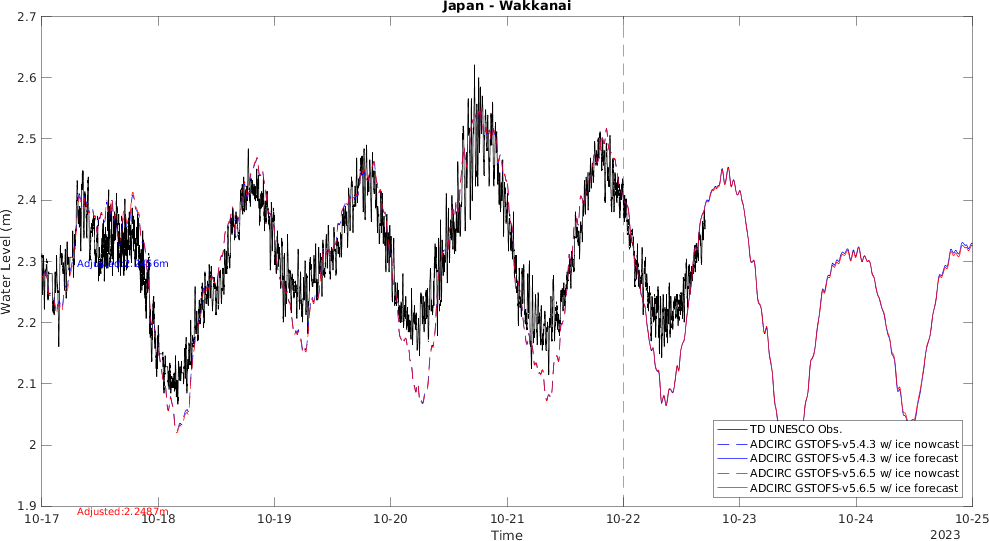 Japan - Wakkanai
2.7
2.6
2.5
2.4
2.3
2.2
2.1
2
1.9
Water Level (m)
Adjusted:2.2456m
Adjusted:2.2487m
TD UNESCO Obs.
ADCIRC GSTOFS-v5.4.3 w/ ice nowcast
ADCIRC GSTOFS-v5.4.3 w/ ice forecast
ADCIRC GSTOFS-v5.6.5 w/ ice nowcast
ADCIRC GSTOFS-v5.6.5 w/ ice forecast
10-17 10-18 10-19 10-20 10-21 10-22 10-23 10-24 10-25
Time
2023